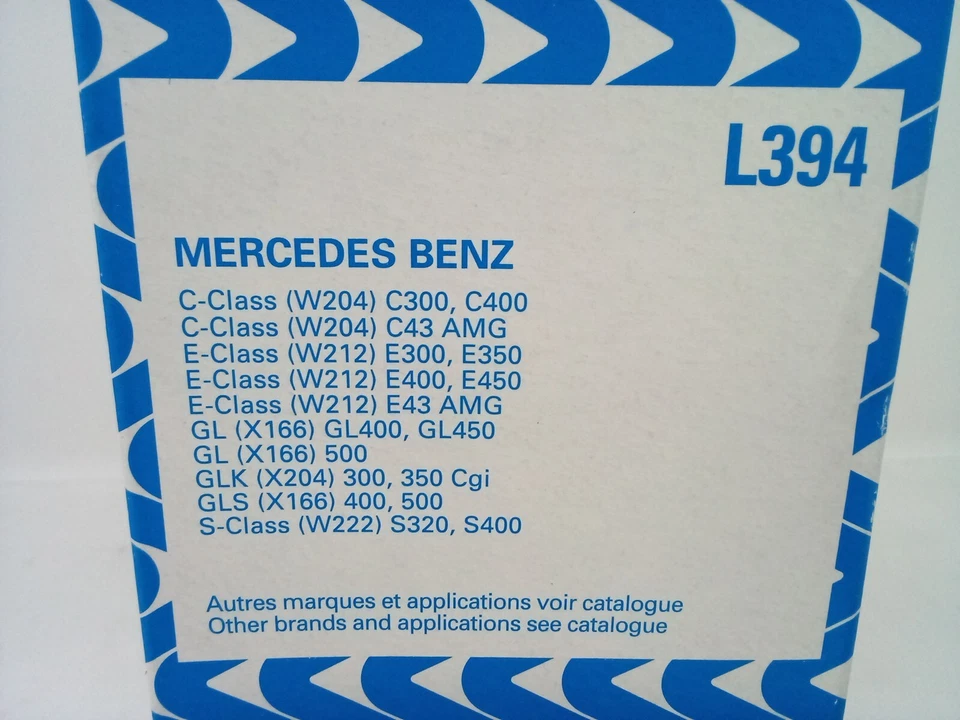 L394
MERCEDES BENZ
C-Class (W204) C300, C400
C-Class (W204) C43 AMG
E-Class (W212) E300, E350
E-Class (W212) E400, E450
E-Class (W212) E43 AMG
GL (X166) GL400, GL450
GL (X166) 500
GLK (X204) 300, 350 Cgi
GLS (X166) 400, 500
S-Class (W222) S320, S400
Autres marques et applications voir catalogue
Other brands and applications see catalogue